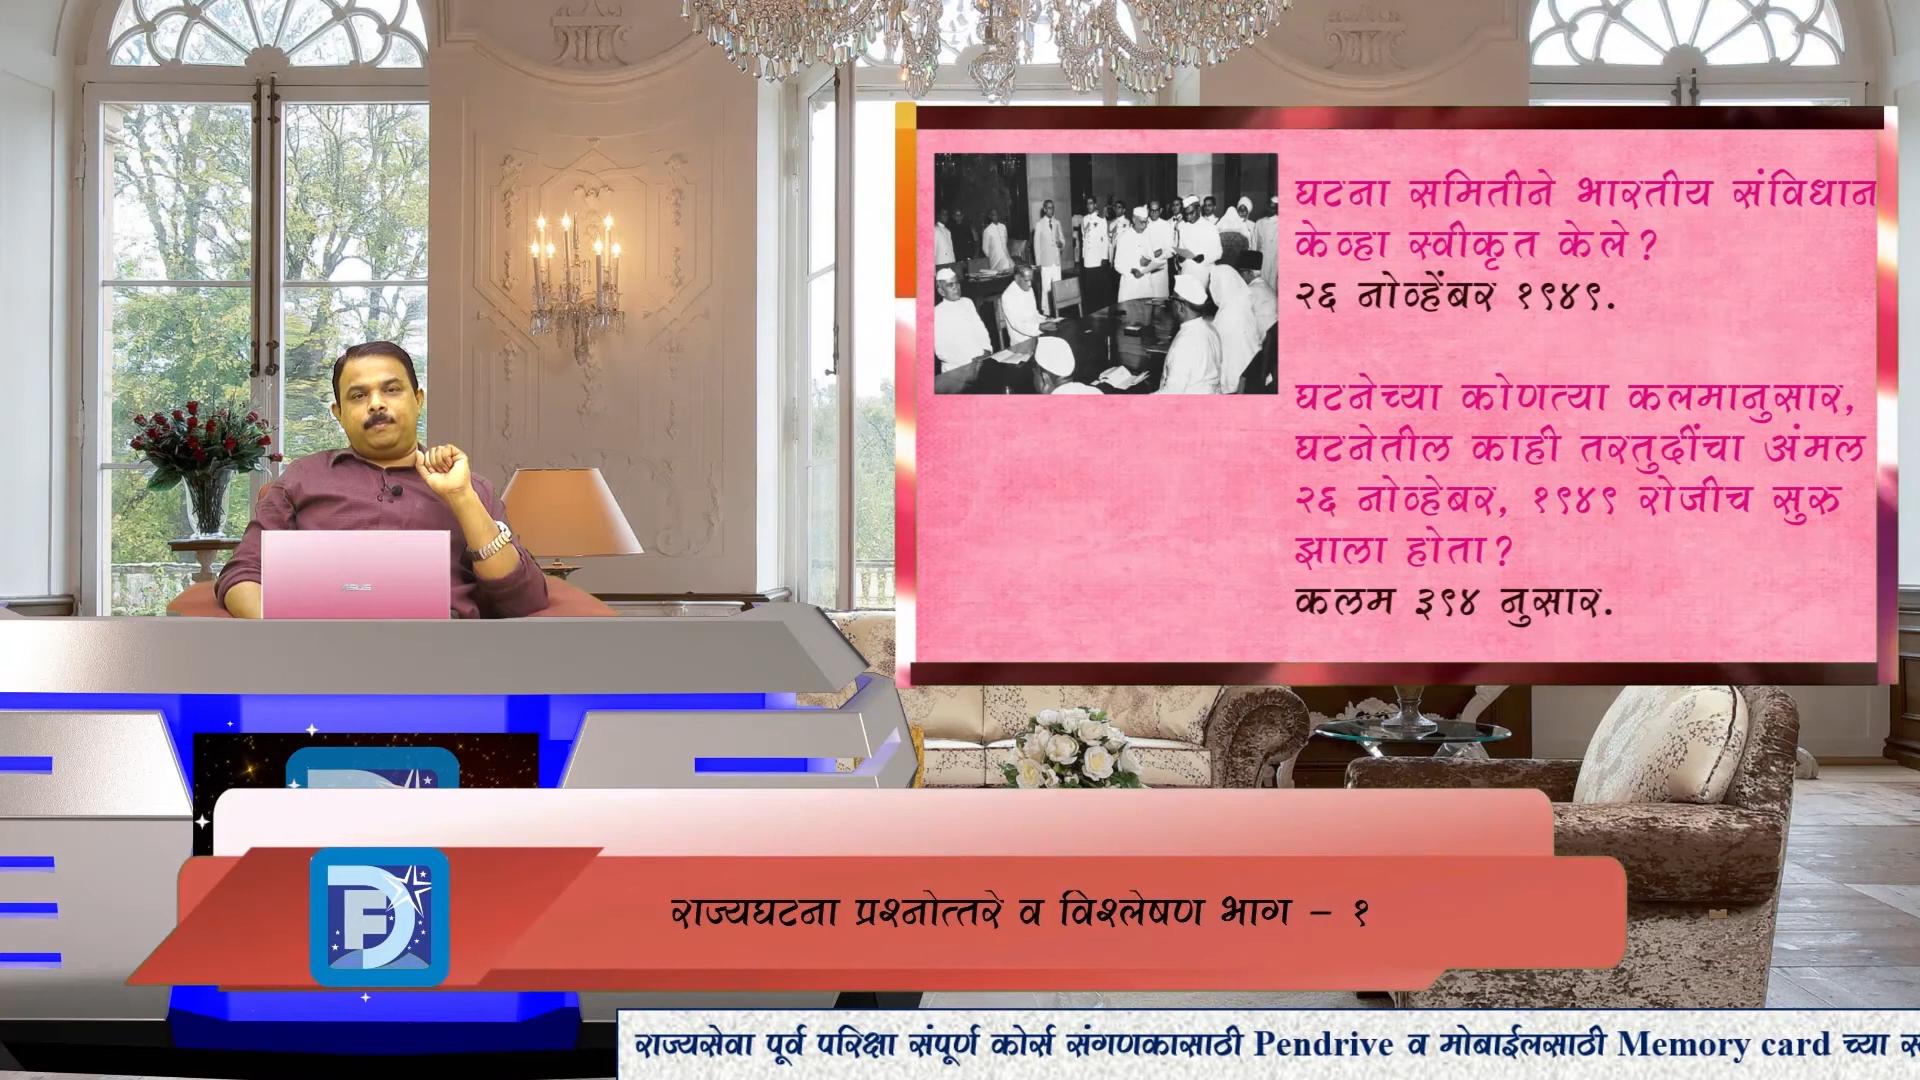 घटना समितीने भारतीय संविधान
केव्हा स्वीकृत केले?
२६ नोव्हेंबर १९४९.
घटनेच्या कोणत्या कलमानुसार,
घटनेतील काही तरतुदींचा अंमल
२६ नोव्हेबर, १९४९ रोजीच सुरु
झाला होता?
कलम ३९४ नुसार.
ASUS
राज्यघटना प्रश्नोत्तरे व विश्लेषण भाग – १
राज्यसेवा पूर्व परिक्षा संपूर्ण कोर्स संगणकासाठी Pendrive व मोबाईलसाठी Memory card च्या